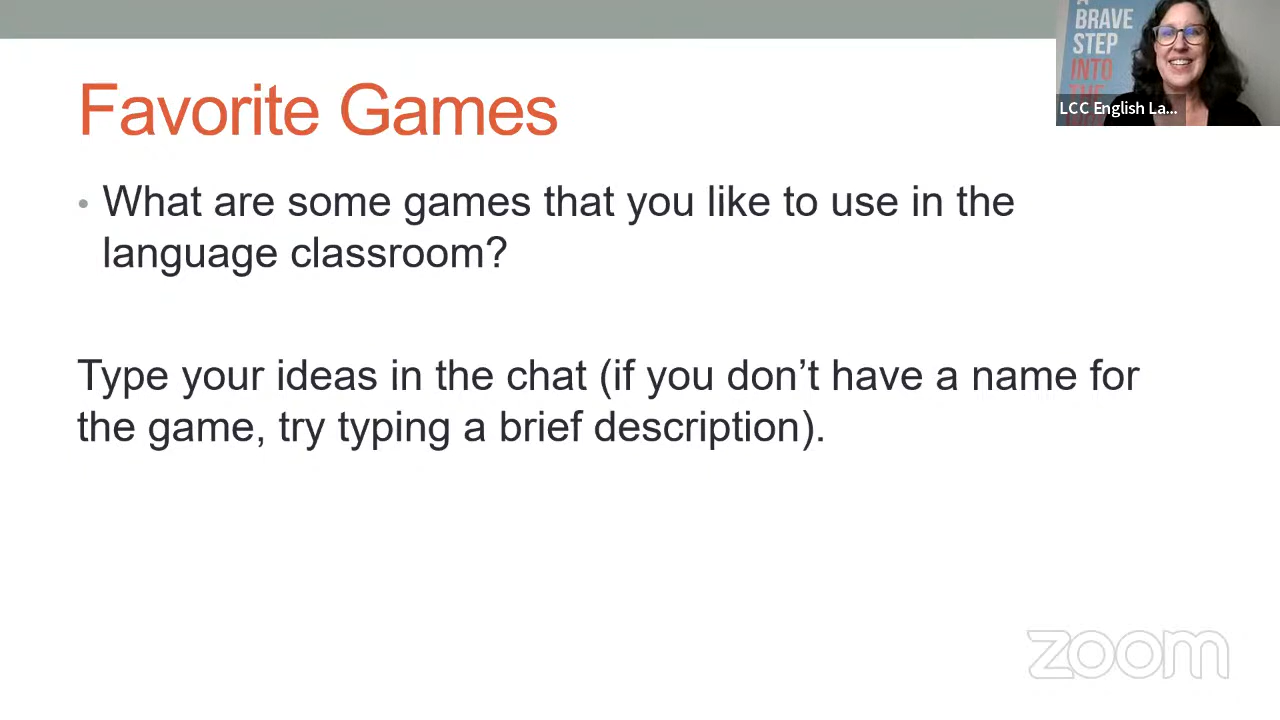 Favorite Games
• What are some games that you like to use in the
language classroom?
Type your ideas in the chat (if you don’t have a name for
the game, try typing a brief description).
BRAVE
STEP
INTO
LCC English La...
zoom